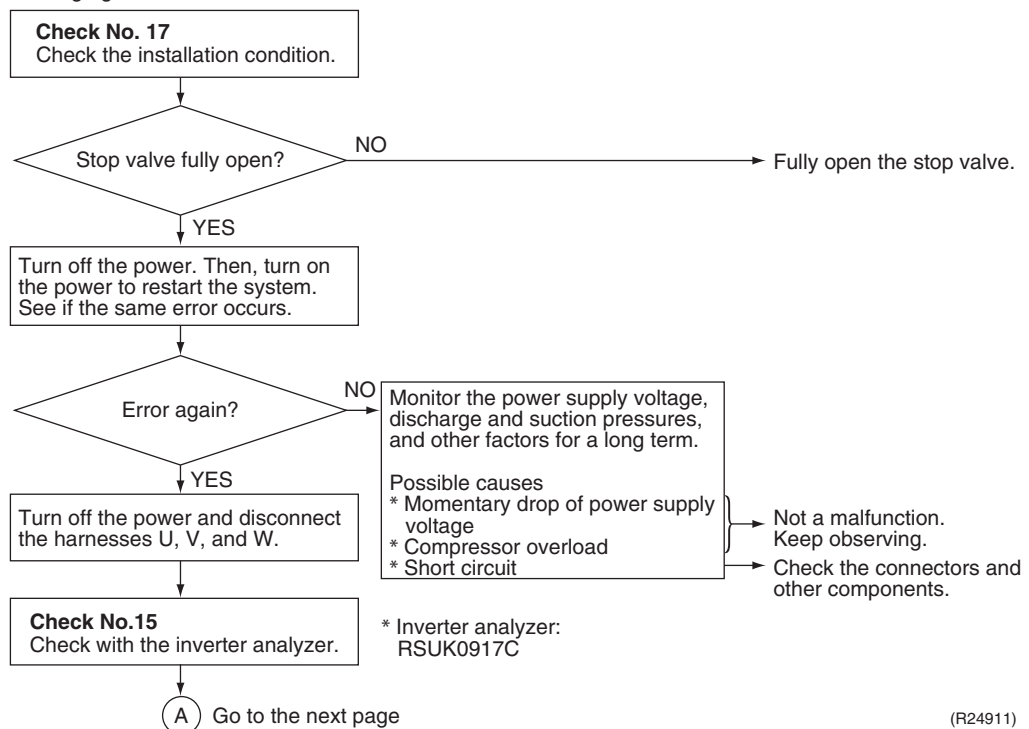 Check No. 17
Check the installation condition.
Stop valve fully open?
NO
Fully open the stop valve.
YES
Turn off the power. Then, turn on
the power to restart the system.
See if the same error occurs.
Error again?
NO
Monitor the power supply voltage,
discharge and suction pressures,
and other factors for a long term.
Possible causes
* Momentary drop of power supply
voltage
* Compressor overload
* Short circuit
Not a malfunction.
Keep observing.
Check the connectors and
other components.
YES
Turn off the power and disconnect
the harnesses U, V, and W.
Check No.15
Check with the inverter analyzer.
* Inverter analyzer:
RSUK0917C
A Go to the next page
(R24911)